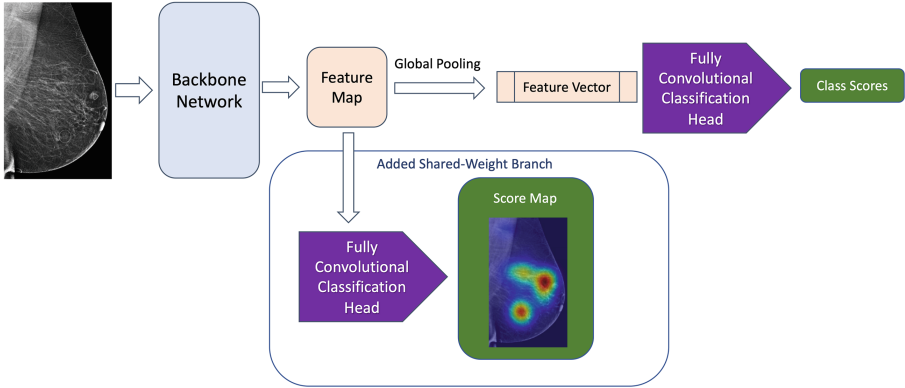 Backbone
Network
Feature
Map
Global Pooling
Feature Vector
Fully
Convolutional
Classification
Head
Class Scores
Added Shared-Weight Branch
Fully
Convolutional
Classification
Head
Score Map